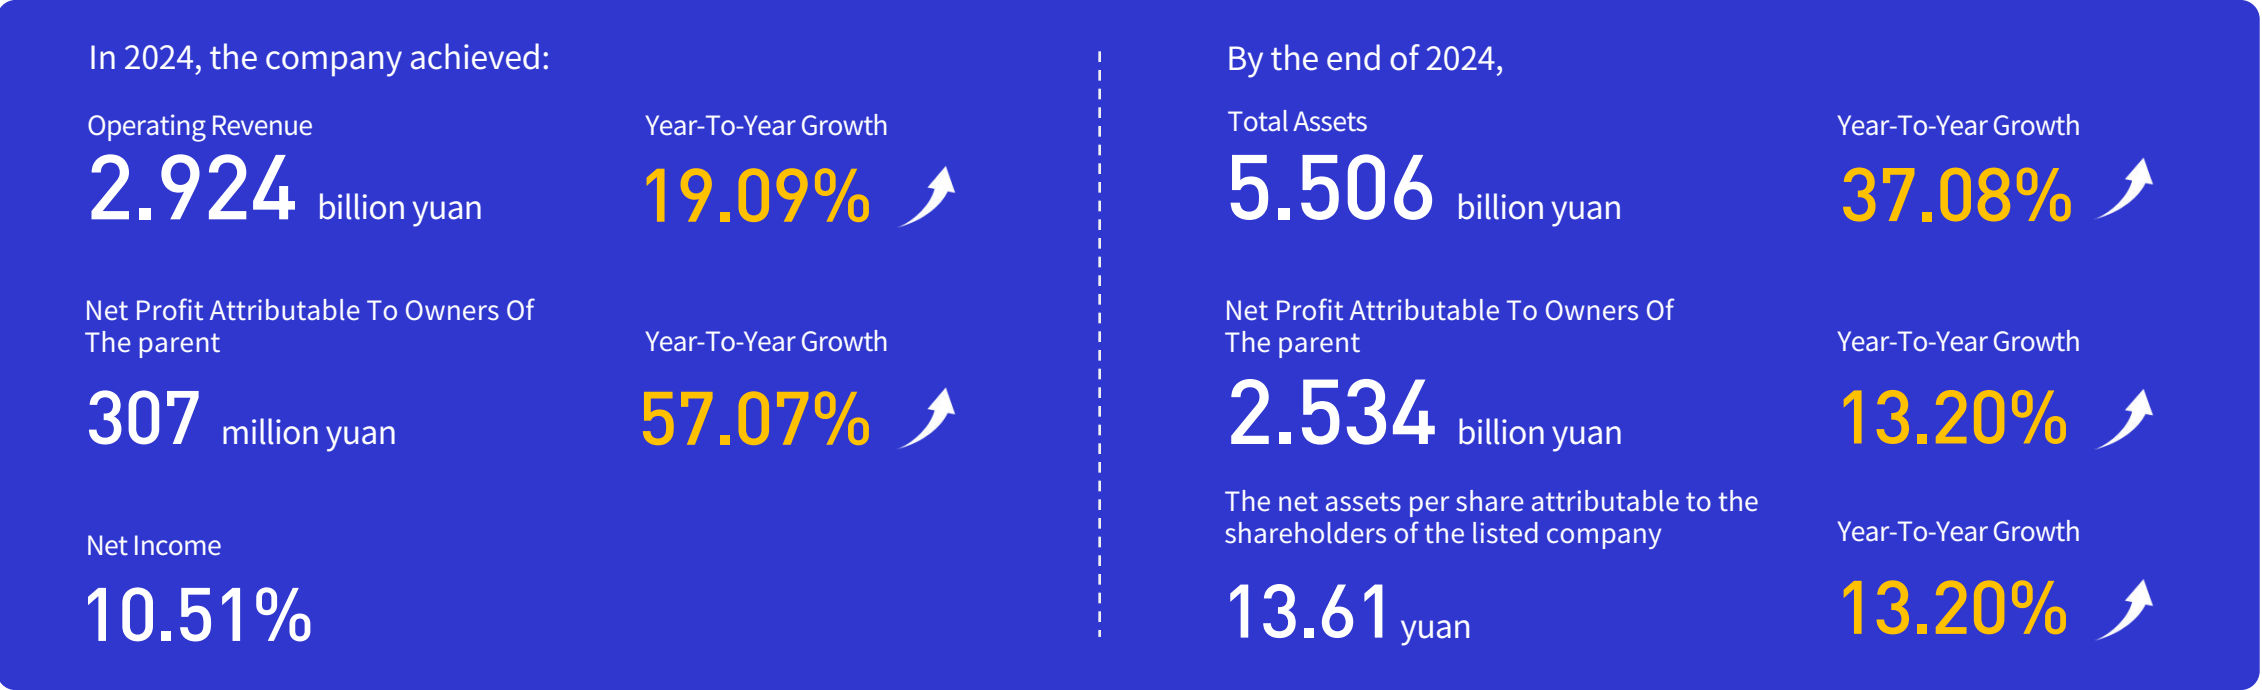 In 2024, the company achieved:
Operating Revenue
2.924 billion yuan
Year-To-Year Growth
19.09%
Net Profit Attributable To Owners Of
The parent
307 million yuan
Year-To-Year Growth
57.07%
Net Income
10.51%
By the end of 2024,
Total Assets
5.506 billion yuan
Year-To-Year Growth
37.08%
Net Profit Attributable To Owners Of
The parent
2.534 billion yuan
Year-To-Year Growth
13.20%
The net assets per share attributable to the
shareholders of the listed company
13.61 yuan
Year-To-Year Growth
13.20%